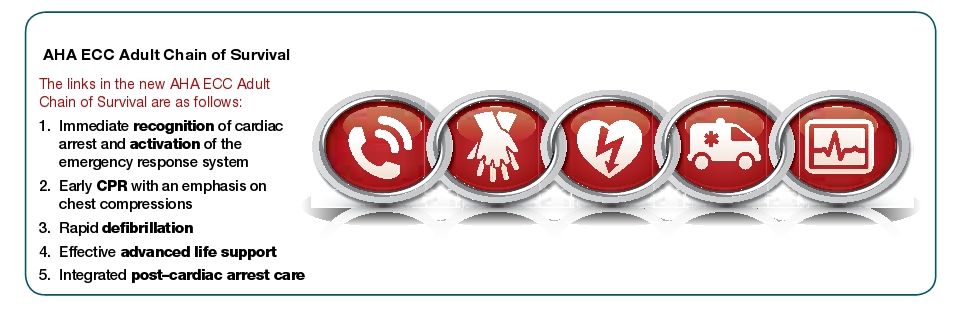 AHA ECC Adult Chain of Survival
The links in the new AHA ECC Adult
Chain of Survival are as follows:
1. Immediate recognition of cardiac
arrest and activation of the
emergency response system
2. Early CPR with an emphasis on
chest compressions
3. Rapid defibrillation
4. Effective advanced life support
5. Integrated post–cardiac arrest care